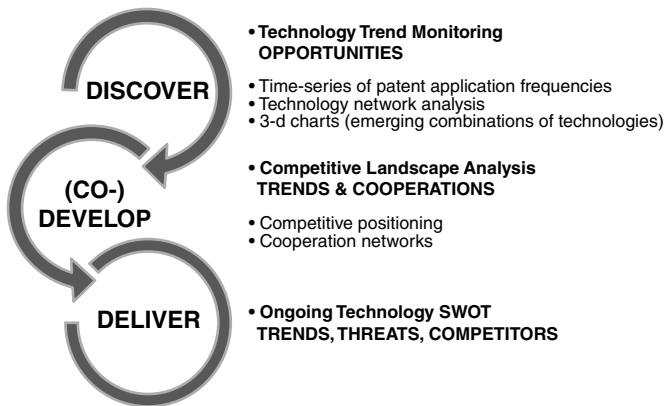 DISCOVER
• Technology Trend Monitoring
OPPORTUNITIES
• Time-series of patent application frequencies
• Technology network analysis
• 3-d charts (emerging combinations of technologies)
(CO-)
DEVELOP
• Competitive Landscape Analysis
TRENDS & COOPERATIONS
• Competitive positioning
• Cooperation networks
DELIVER
• Ongoing Technology SWOT
TRENDS, THREATS, COMPETITORS